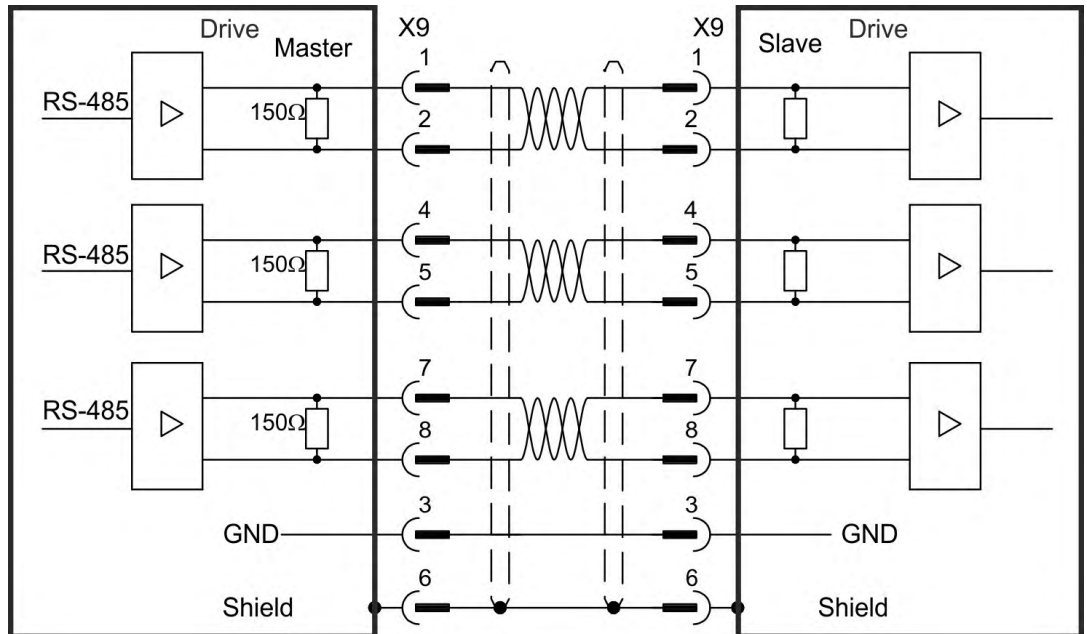 Drive
Master
X9
X9
Slave
Drive
1
1
RS-485
150Ω
2
2
4
4
RS-485
150Ω
5
5
7
7
RS-485
150Ω
8
8
3
3
GND
GND
6
6
Shield
Shield